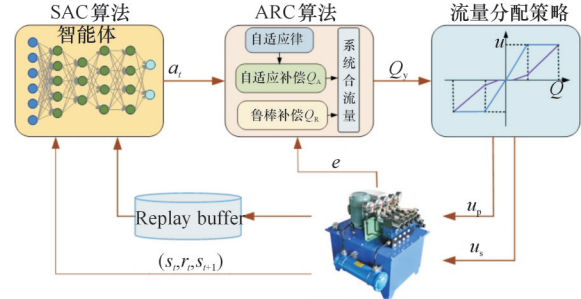 SAC算法
智能体
a_t
ARC算法
自适应律
自适应补偿Q_A
鲁棒补偿Q_R
系统合流量
Q_y
流量分配策略
u
Q
e
u_p
u_s
Replay buffer
(s_t,r_t,s_{t+1})